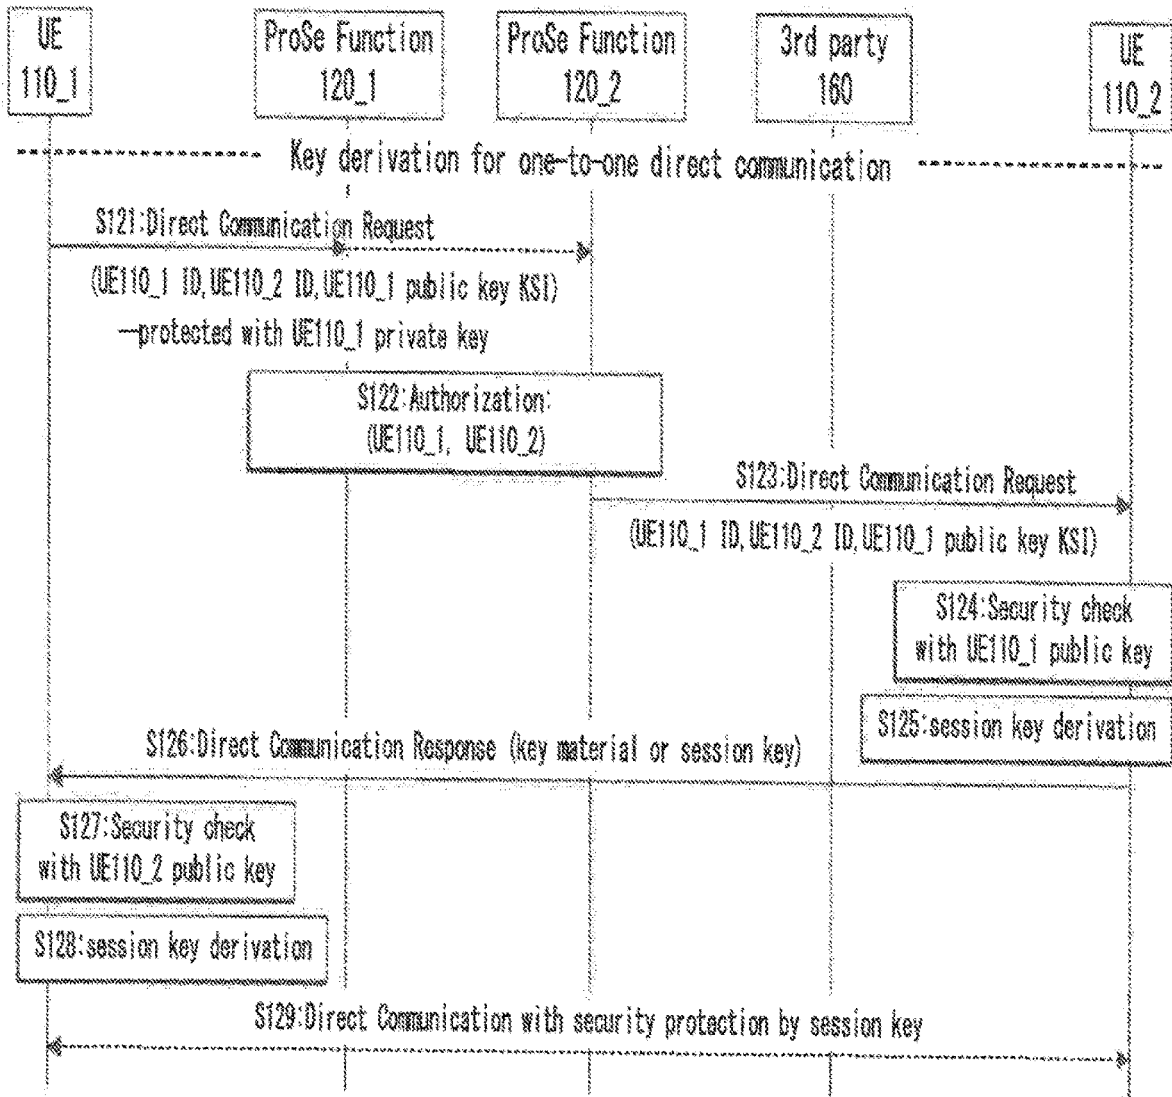 UE
110_1
ProSe Function
120_1
ProSe Function
120_2
3rd party
160
UE
110_2
Key derivation for one-to-one direct communication
S121:Direct Communication Request
(UE110_1 ID,UE110_2 ID,UE110_1 public key KSI)
—protected with UE110_1 private key
S122:Authorization:
(UE110_1, UE110_2)
S123:Direct Communication Request
(UE110_1 ID,UE110_2 ID,UE110_1 public key KSI)
S124:Security check
with UE110_1 public key
S125:session key derivation
S126:Direct Communication Response (key material or session key)
S127:Security check
with UE110_2 public key
S128:session key derivation
S129:Direct Communication with security protection by session key